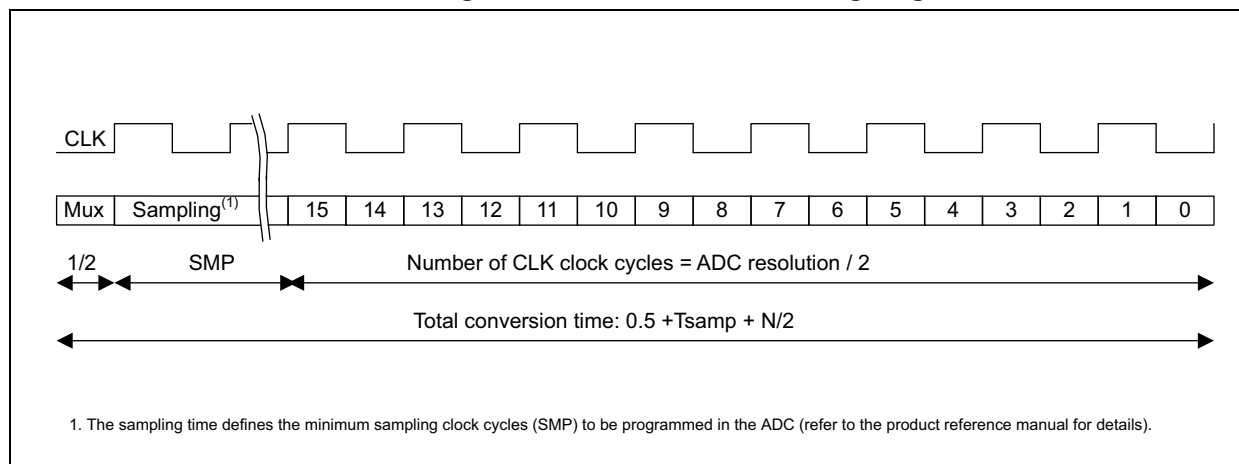 CLK
Mux Sampling(1) 15 14 13 12 11 10 9 8 7 6 5 4 3 2 1 0
1/2 SMP Number of CLK clock cycles = ADC resolution / 2
Total conversion time: 0.5 +Tsamp + N/2
1. The sampling time defines the minimum sampling clock cycles (SMP) to be programmed in the ADC (refer to the product reference manual for details).